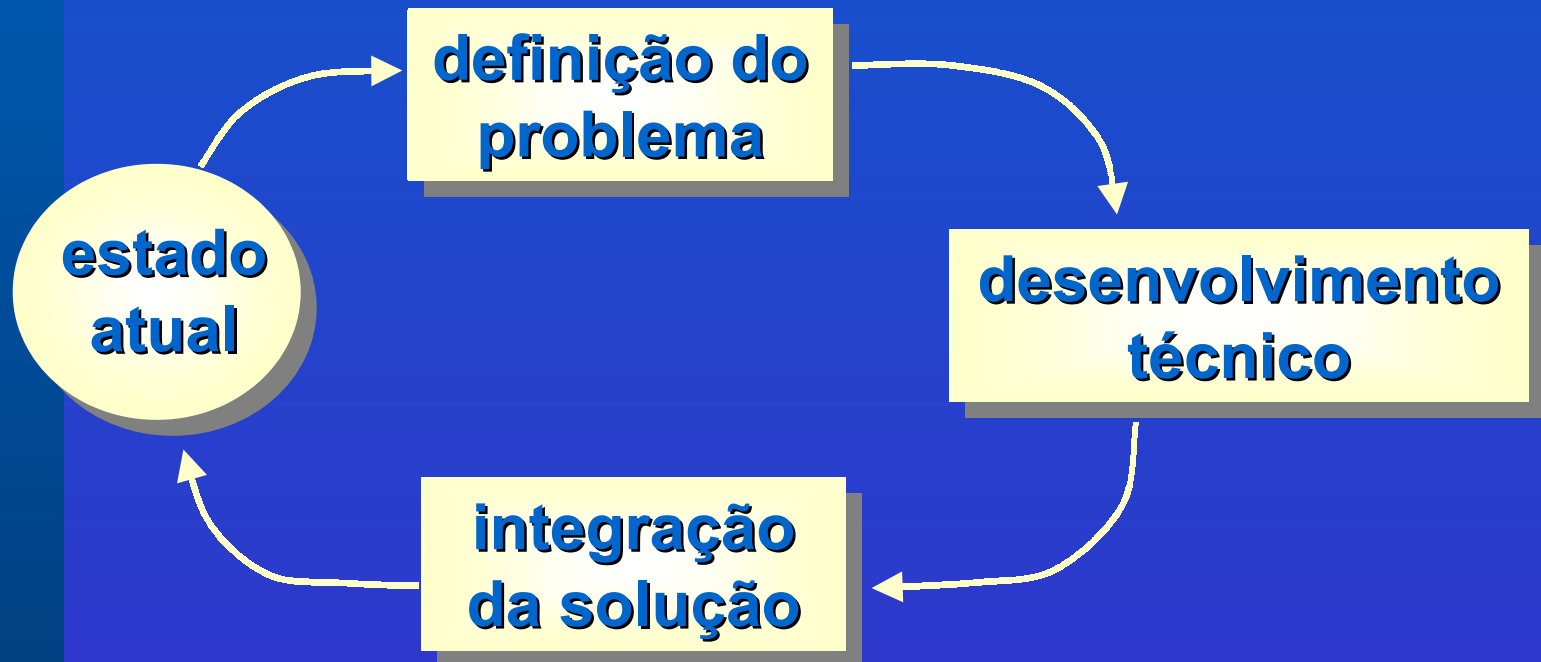 definição do
problema
estado
atual
desenvolvimento
técnico
integração
da solução